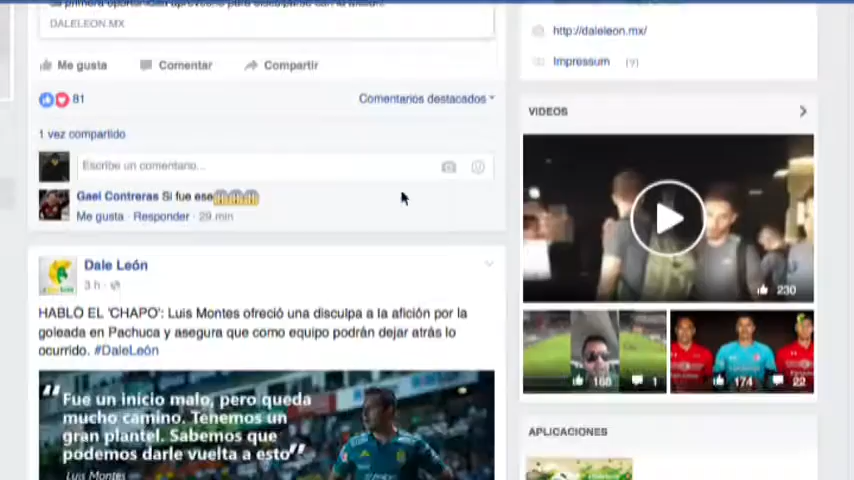 DALELEON.MX
Me gusta Comentar Compartir
81 Comentarios destacados
1 vez compartido
Escribe un comentario...
Gael Contreras Si fue ese
Me gusta · Responder · 29 min
Dale León
3 h ·
HABLÓ EL 'CHAPO': Luis Montes ofreció una disculpa a la afición por la
goleada en Pachuca y asegura que como equipo podrán dejar atrás lo
ocurrido. #DaleLeón
"Fue un inicio malo, pero queda
mucho camino. Tenemos un
gran plantel. Sabemos que
podemos darle vuelta a esto"
Luis Montes
http://daleleon.mx/
Impressum [?]
VIDEOS
230
168 1
174 22
APLICACIONES